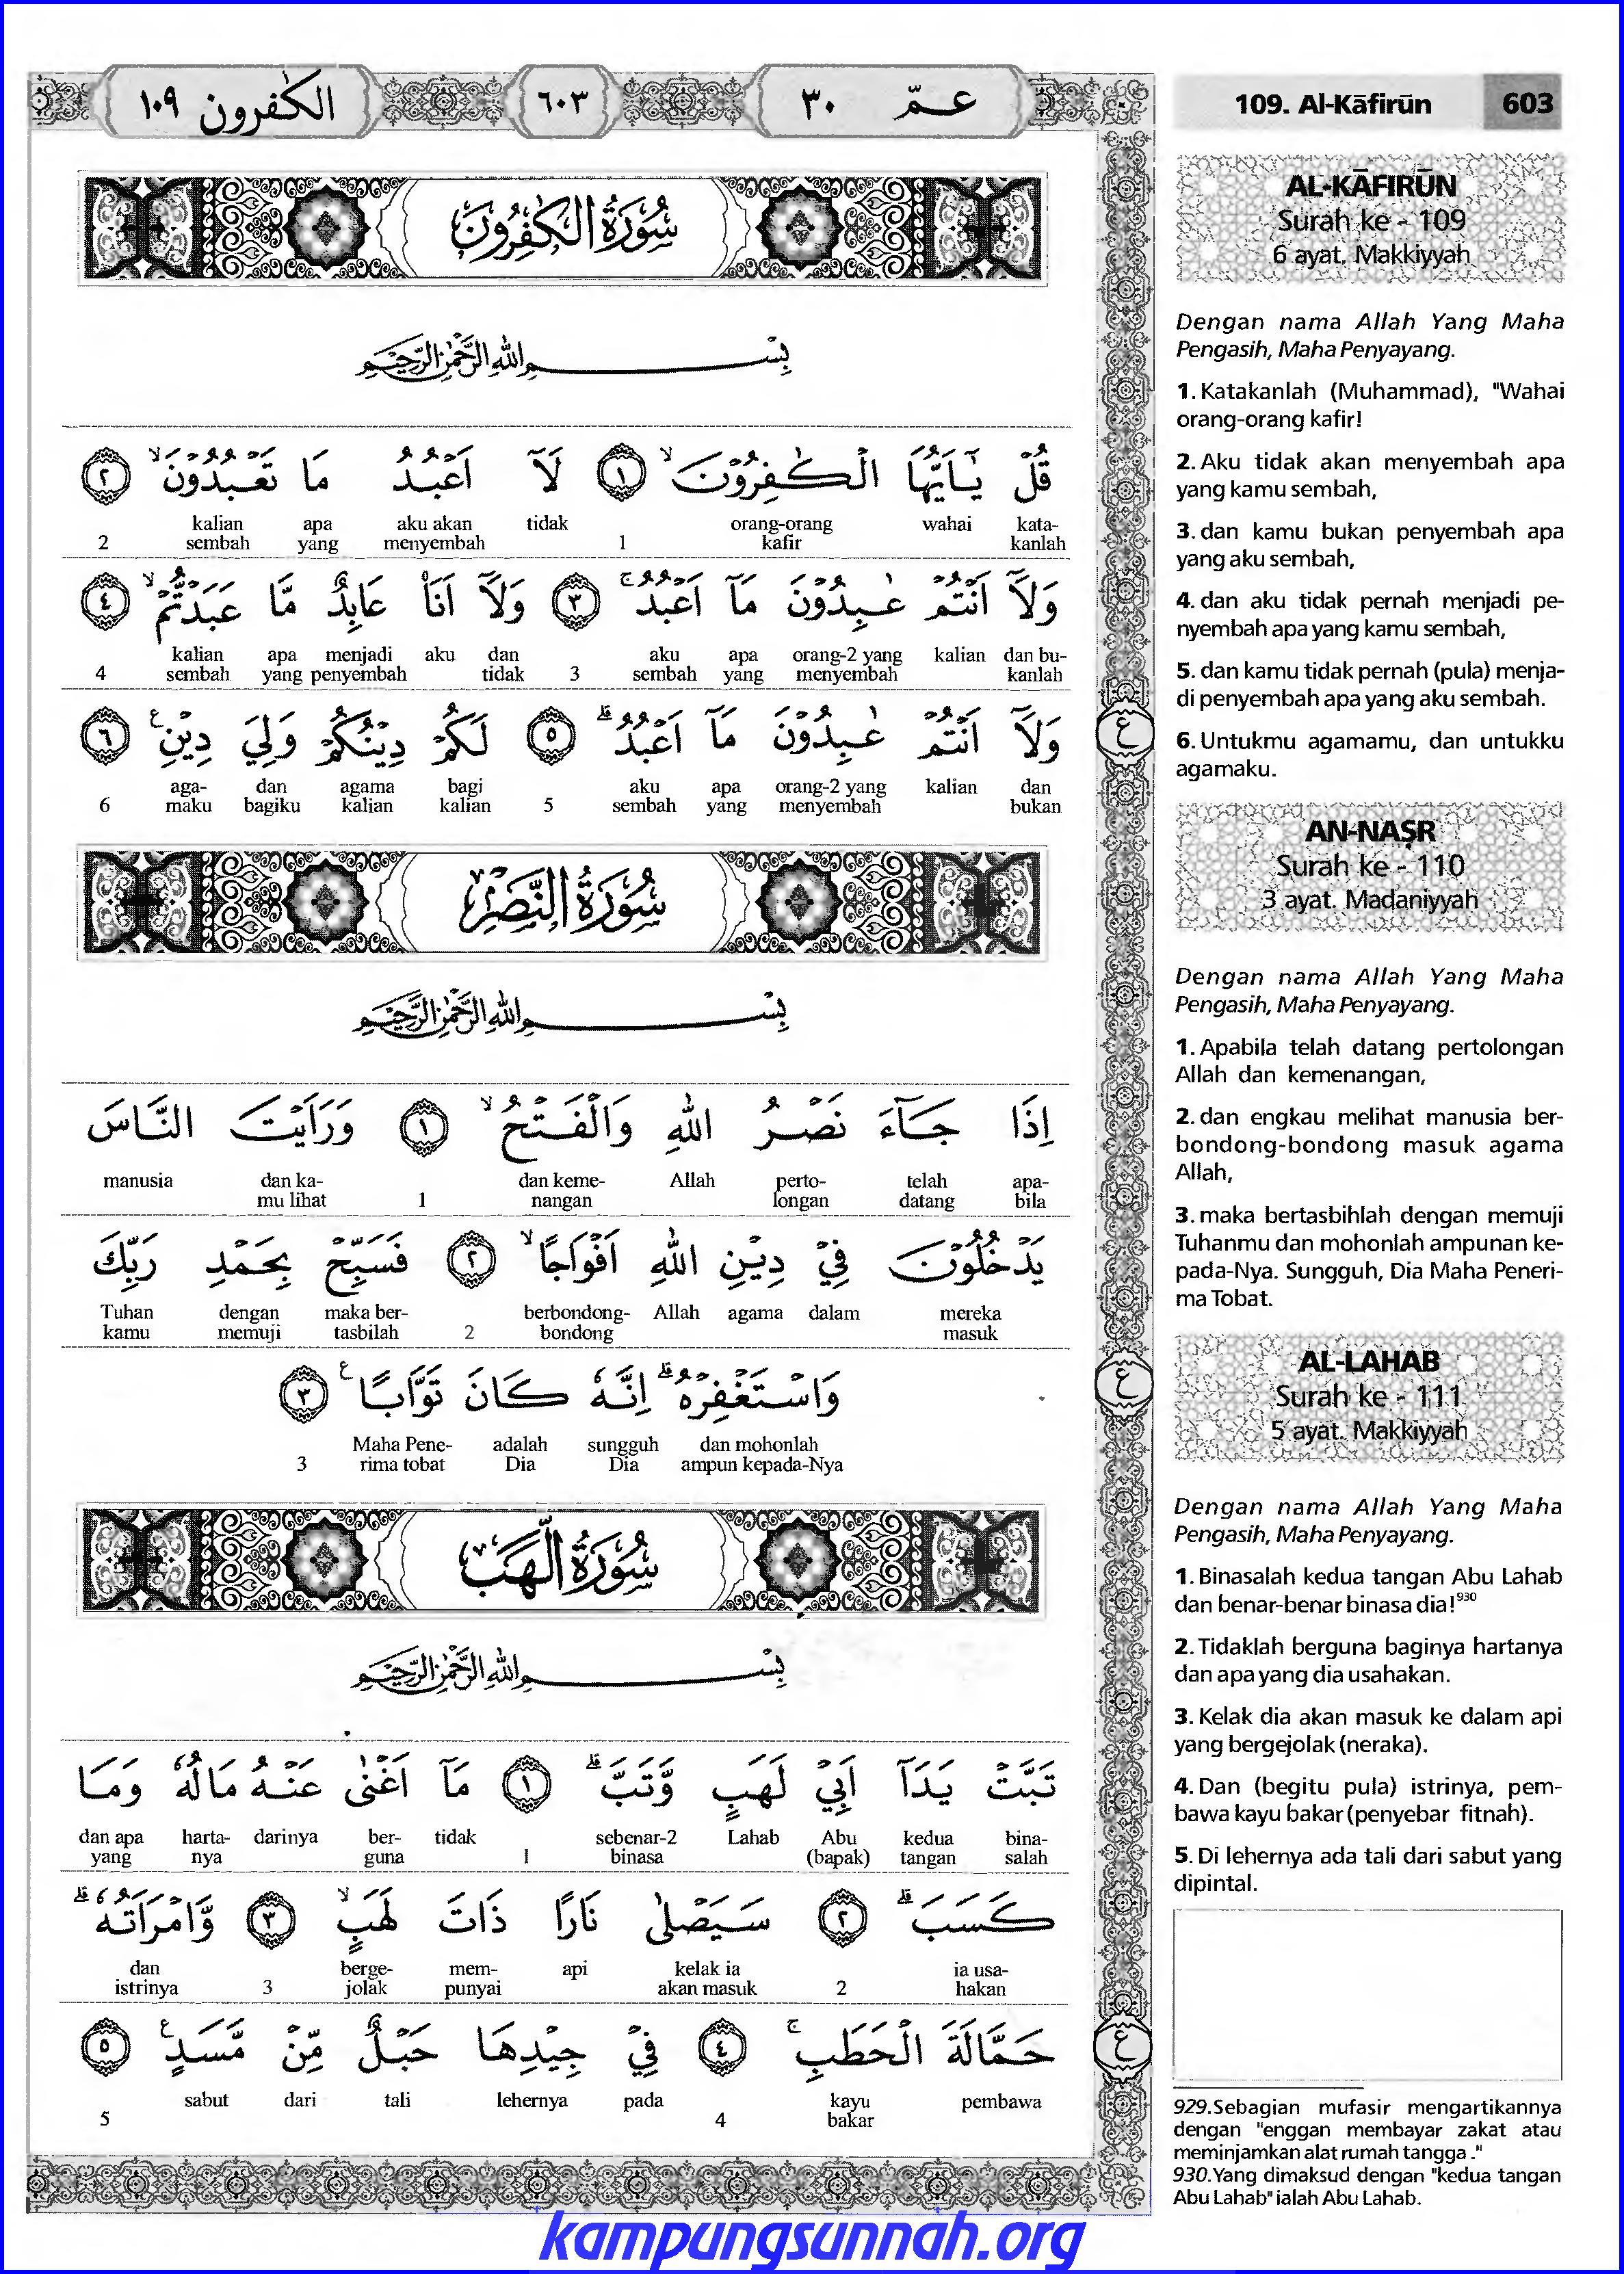 الكٰفرون ١٠٩
٦٠٣
عمّ ٣٠
109. Al-Kāfirūn 603
سُوْرَةُ الْكٰفِرُوْنَ
بِسْمِ اللّٰهِ الرَّحْمٰنِ الرَّحِيْمِ
قُلْ يٰٓاَيُّهَا الْكٰفِرُوْنَۙ ١ لَآ اَعْبُدُ مَا تَعْبُدُوْنَۙ ٢
2 kalian sembah apa yang aku akan menyembah tidak 1 orang-orang kafir wahai kata-kanlah
وَلَآ اَنْتُمْ عٰبِدُوْنَ مَآ اَعْبُدُۚ ٣ وَلَآ اَنَا۠ عَابِدٌ مَّا عَبَدْتُّمْۙ ٤
4 kalian sembah apa yang menjadi penyembah aku dan tidak 3 aku sembah apa yang orang-2 yang menyembah kalian dan bu-kanlah
وَلَآ اَنْتُمْ عٰبِدُوْنَ مَآ اَعْبُدُۗ ٥ لَكُمْ دِيْنُكُمْ وَلِيَ دِيْنِ ࣖ ٦
6 aga-maku dan bagiku agama kalian bagi kalian 5 aku sembah apa yang orang-2 yang menyembah kalian dan bukan
ع
سُوْرَةُ النَّصْرِ
بِسْمِ اللّٰهِ الرَّحْمٰنِ الرَّحِيْمِ
اِذَا جَاۤءَ نَصْرُ اللّٰهِ وَالْفَتْحُۙ ١ وَرَاَيْتَ النَّاسَ
manusia dan ka-mu lihat 1 dan keme-nangan Allah perto-longan telah datang apa-bila
يَدْخُلُوْنَ فِيْ دِيْنِ اللّٰهِ اَفْوَاجًاۙ ٢ فَسَبِّحْ بِحَمْدِ رَبِّكَ
Tuhan kamu dengan memuji maka ber-tasbilah 2 berbondong-bondong Allah agama dalam mereka masuk
وَاسْتَغْفِرْهُۗ اِنَّهٗ كَانَ تَوَّابًا ࣖ ٣
3 Maha Pene-rima tobat adalah Dia sungguh Dia dan mohonlah ampun kepada-Nya
ع
سُوْرَةُ اللَّهَبِ
بِسْمِ اللّٰهِ الرَّحْمٰنِ الرَّحِيْمِ
تَبَّتْ يَدَآ اَبِيْ لَهَبٍ وَّتَبَّۗ ١ مَآ اَغْنٰى عَنْهُ مَالُهٗ وَمَا
dan apa yang harta-nya darinya ber-guna tidak 1 sebenar-2 binasa Lahab Abu (bapak) kedua tangan bina-salah
كَسَبَۗ ٢ سَيَصْلٰى نَارًا ذَاتَ لَهَبٍۙ ٣ وَّامْرَاَتُهٗۗ
dan istrinya 3 berge-jolak mem-punyai api kelak ia akan masuk 2 ia usa-hakan
حَمَّالَةَ الْحَطَبِۚ ٤ فِيْ جِيْدِهَا حَبْلٌ مِّنْ مَّسَدٍ ࣖ ٥
5 sabut dari tali lehernya pada 4 kayu bakar pembawa
ع
AL-KĀFIRŪN
Surah ke - 109
6 ayat. Makkiyyah
Dengan nama Allah Yang Maha
Pengasih, Maha Penyayang.
1. Katakanlah (Muhammad), "Wahai
orang-orang kafir!
2. Aku tidak akan menyembah apa
yang kamu sembah,
3. dan kamu bukan penyembah apa
yang aku sembah,
4. dan aku tidak pernah menjadi pe-
nyembah apa yang kamu sembah,
5. dan kamu tidak pernah (pula) menja-
di penyembah apa yang aku sembah.
6. Untukmu agamamu, dan untukku
agamaku.
AN-NAṢR
Surah ke - 110
3 ayat. Madaniyyah
Dengan nama Allah Yang Maha
Pengasih, Maha Penyayang.
1. Apabila telah datang pertolongan
Allah dan kemenangan,
2. dan engkau melihat manusia ber-
bondong-bondong masuk agama
Allah,
3. maka bertasbihlah dengan memuji
Tuhanmu dan mohonlah ampunan ke-
pada-Nya. Sungguh, Dia Maha Peneri-
ma Tobat.
AL-LAHAB
Surah ke - 111
5 ayat. Makkiyyah
Dengan nama Allah Yang Maha
Pengasih, Maha Penyayang.
1. Binasalah kedua tangan Abu Lahab
dan benar-benar binasa dia!930
2. Tidaklah berguna baginya hartanya
dan apa yang dia usahakan.
3. Kelak dia akan masuk ke dalam api
yang bergejolak (neraka).
4. Dan (begitu pula) istrinya, pem-
bawa kayu bakar (penyebar fitnah).
5. Di lehernya ada tali dari sabut yang
dipintal.
929.Sebagian mufasir mengartikannya
dengan "enggan membayar zakat atau
meminjamkan alat rumah tangga ."
930.Yang dimaksud dengan "kedua tangan
Abu Lahab" ialah Abu Lahab.
kampungsunnah.org